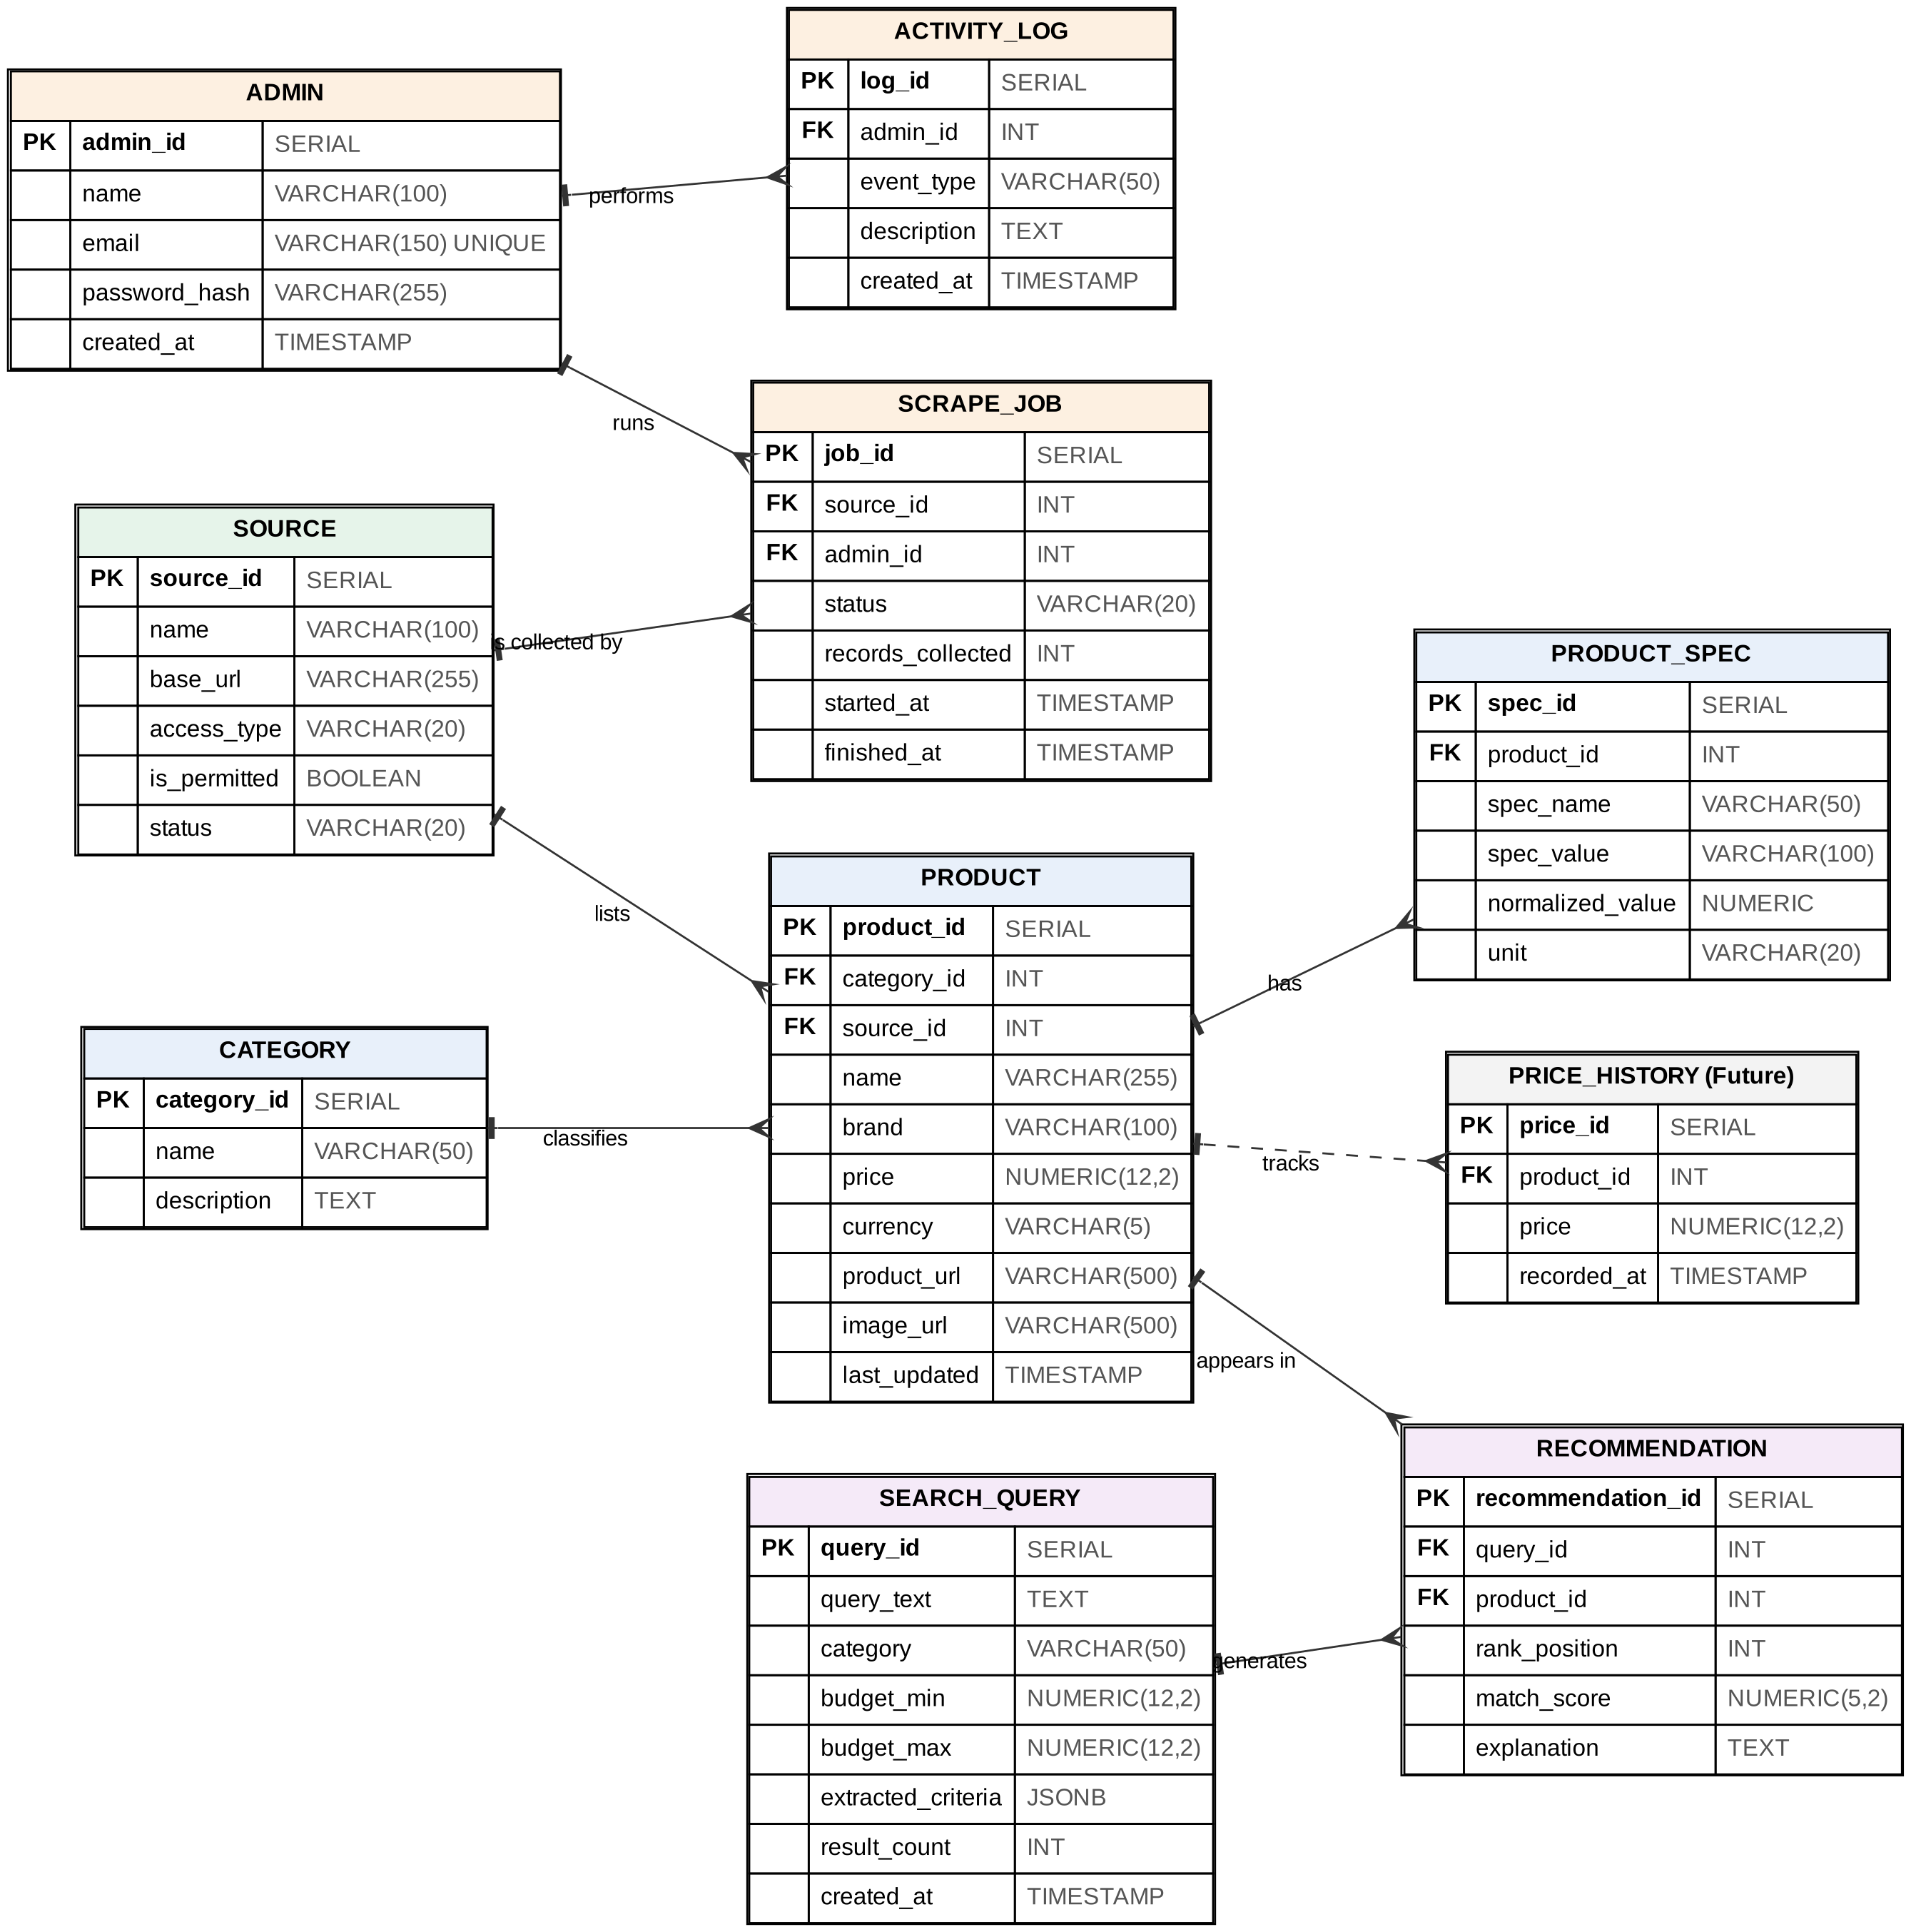 ACTIVITY_LOG
PK log_id SERIAL
FK admin_id INT
event_type VARCHAR(50)
description TEXT
created_at TIMESTAMP
ADMIN
PK admin_id SERIAL
name VARCHAR(100)
email VARCHAR(150) UNIQUE
password_hash VARCHAR(255)
created_at TIMESTAMP
performs
runs
SCRAPE_JOB
PK job_id SERIAL
FK source_id INT
FK admin_id INT
status VARCHAR(20)
records_collected INT
started_at TIMESTAMP
finished_at TIMESTAMP
SOURCE
PK source_id SERIAL
name VARCHAR(100)
base_url VARCHAR(255)
access_type VARCHAR(20)
is_permitted BOOLEAN
status VARCHAR(20)
is collected by
lists
PRODUCT_SPEC
PK spec_id SERIAL
FK product_id INT
spec_name VARCHAR(50)
spec_value VARCHAR(100)
normalized_value NUMERIC
unit VARCHAR(20)
PRODUCT
PK product_id SERIAL
FK category_id INT
FK source_id INT
name VARCHAR(255)
brand VARCHAR(100)
price NUMERIC(12,2)
currency VARCHAR(5)
product_url VARCHAR(500)
image_url VARCHAR(500)
last_updated TIMESTAMP
has
CATEGORY
PK category_id SERIAL
name VARCHAR(50)
description TEXT
classifies
PRICE_HISTORY (Future)
PK price_id SERIAL
FK product_id INT
price NUMERIC(12,2)
recorded_at TIMESTAMP
tracks
appears in
RECOMMENDATION
PK recommendation_id SERIAL
FK query_id INT
FK product_id INT
rank_position INT
match_score NUMERIC(5,2)
explanation TEXT
SEARCH_QUERY
PK query_id SERIAL
query_text TEXT
category VARCHAR(50)
budget_min NUMERIC(12,2)
budget_max NUMERIC(12,2)
extracted_criteria JSONB
result_count INT
created_at TIMESTAMP
generates